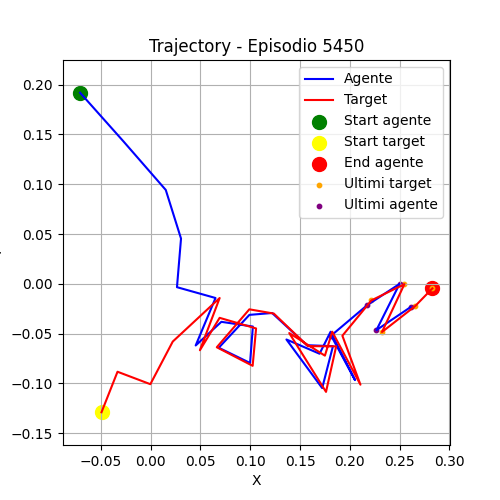 Trajectory - Episodio 5450
Agente
Target
Start agente
Start target
End agente
Ultimi target
Ultimi agente
0.20
0.15
0.10
0.05
0.00
−0.05
−0.10
−0.15
−0.05 0.00 0.05 0.10 0.15 0.20 0.25 0.30
X